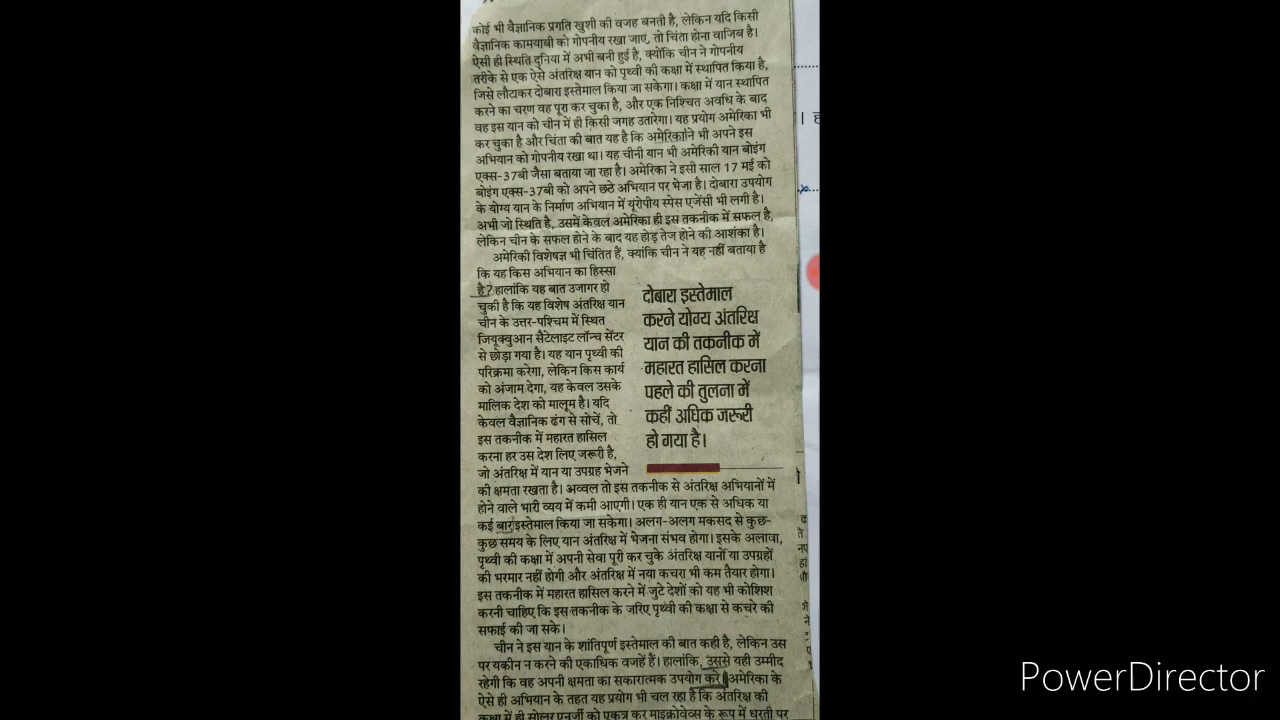 कोई भी वैज्ञानिक प्रगति खुशी की वजह बनती है, लेकिन यदि किसी
वैज्ञानिक कामयाबी को गोपनीय रखा जाए, तो चिंता होना वाजिब है।
ऐसी ही स्थिति दुनिया में अभी बनी हुई है, क्योंकि चीन ने गोपनीय
तरीके से एक ऐसे अंतरिक्ष यान को पृथ्वी की कक्षा में स्थापित किया है,
जिसे लौटाकर दोबारा इस्तेमाल किया जा सकेगा। कक्षा में यान स्थापित
करने का चरण वह पूरा कर चुका है, और एक निश्चित अवधि के बाद
वह इस यान को चीन में ही किसी जगह उतारेगा। यह प्रयोग अमेरिका भी
कर चुका है और चिंता की बात यह है कि अमेरिका ने भी अपने इस
अभियान को गोपनीय रखा था। यह चीनी यान भी अमेरिकी यान बोइंग
एक्स-37बी जैसा बताया जा रहा है। अमेरिका ने इसी साल 17 मई को
बोइंग एक्स-37बी को अपने छठे अभियान पर भेजा है। दोबारा उपयोग
के योग्य यान के निर्माण अभियान में यूरोपीय स्पेस एजेंसी भी लगी है।
अभी जो स्थिति है, उसमें केवल अमेरिका ही इस तकनीक में सफल है,
लेकिन चीन के सफल होने के बाद यह होड़ तेज होने की आशंका है।
अमेरिकी विशेषज्ञ भी चिंतित हैं, क्यांकि चीन ने यह नहीं बताया है
कि यह किस अभियान का हिस्सा
है? हालांकि यह बात उजागर हो
चुकी है कि यह विशेष अंतरिक्ष यान
चीन के उत्तर-पश्चिम में स्थित
जियूक्वुआन सैटेलाइट लॉन्च सेंटर
से छोड़ा गया है। यह यान पृथ्वी की
परिक्रमा करेगा, लेकिन किस कार्य
को अंजाम देगा, यह केवल उसके
मालिक देश को मालूम है। यदि
केवल वैज्ञानिक ढंग से सोचें, तो
इस तकनीक में महारत हासिल
करना हर उस देश लिए जरूरी है,
जो अंतरिक्ष में यान या उपग्रह भेजने
की क्षमता रखता है। अव्वल तो इस तकनीक से अंतरिक्ष अभियानों में
होने वाले भारी व्यय में कमी आएगी। एक ही यान एक से अधिक या
कई बार इस्तेमाल किया जा सकेगा। अलग-अलग मकसद से कुछ-
कुछ समय के लिए यान अंतरिक्ष में भेजना संभव होगा। इसके अलावा,
पृथ्वी की कक्षा में अपनी सेवा पूरी कर चुके अंतरिक्ष यानों या उपग्रहों
की भरमार नहीं होगी और अंतरिक्ष में नया कचरा भी कम तैयार होगा।
इस तकनीक में महारत हासिल करने में जुटे देशों को यह भी कोशिश
करनी चाहिए कि इस तकनीक के जरिए पृथ्वी की कक्षा से कचरे की
सफाई की जा सके।
चीन ने इस यान के शांतिपूर्ण इस्तेमाल की बात कही है, लेकिन उस
पर यकीन न करने की एकाधिक वजहें हैं। हालांकि, उससे यही उम्मीद
रहेगी कि वह अपनी क्षमता का सकारात्मक उपयोग करे। अमेरिका के
ऐसे ही अभियान के तहत यह प्रयोग भी चल रहा है कि अंतरिक्ष की
कक्षा में ही सोलर एनर्जी को एकत्र कर माइक्रोवेव्स के रूप में धरती पर
दोबारा इस्तेमाल
करने योग्य अंतरिक्ष
यान की तकनीक में
महारत हासिल करना
पहले की तुलना में
कहीं अधिक जरूरी
हो गया है।
PowerDirector